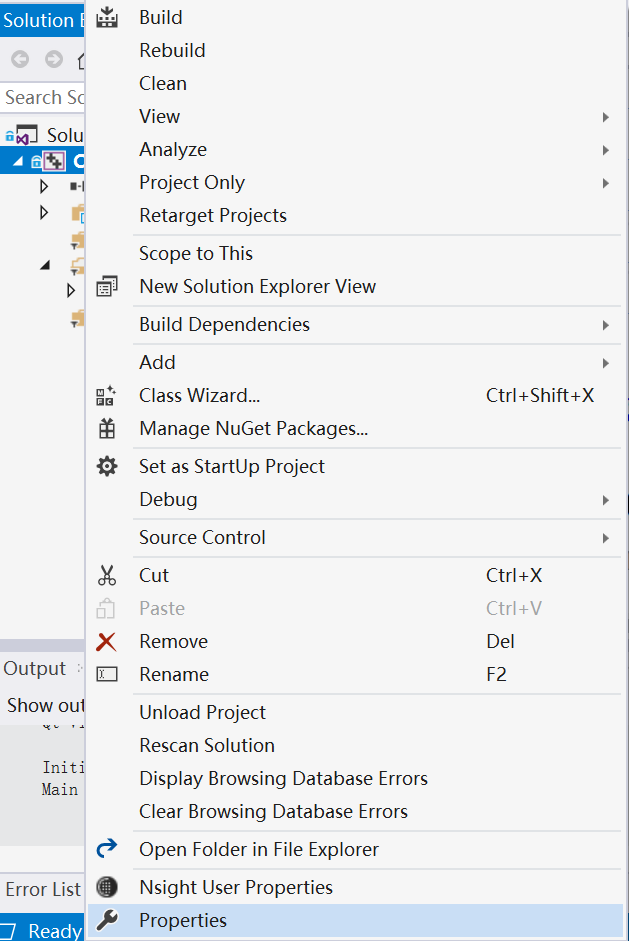 Solution E
Search So
Solu
C
Build
Rebuild
Clean
View
Analyze
Project Only
Retarget Projects
Scope to This
New Solution Explorer View
Build Dependencies
Add
Class Wizard... Ctrl+Shift+X
Manage NuGet Packages...
Set as StartUp Project
Debug
Source Control
Cut Ctrl+X
Paste Ctrl+V
Remove Del
Rename F2
Unload Project
Rescan Solution
Display Browsing Database Errors
Clear Browsing Database Errors
Open Folder in File Explorer
Nsight User Properties
Properties
Output
Show out
Initi
Main
Error List
Ready